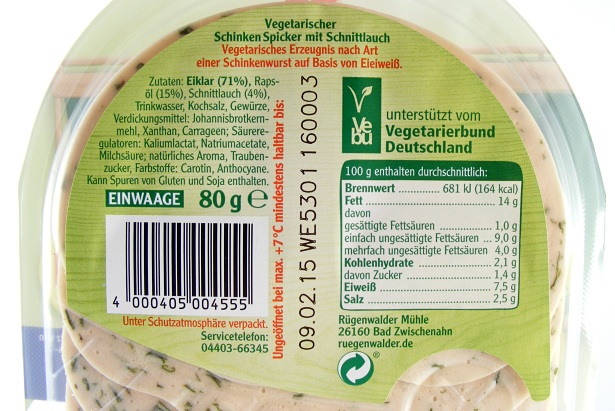 Vegetarischer
Schinken Spicker mit Schnittlauch
Vegetarisches Erzeugnis nach Art
einer Schinkenwurst auf Basis von Eieiweiß.
Zutaten: Eiklar (71%), Raps-
öl (15%), Schnittlauch (4%),
Trinkwasser, Kochsalz, Gewürze,
Verdickungsmittel: Johannisbrotkern-
mehl, Xanthan, Carrageen; Säurere-
gulatoren: Kaliumlactat, Natriumacetate,
Milchsäure; natürliches Aroma, Trauben-
zucker, Farbstoffe: Carotin, Anthocyane.
Kann Spuren von Gluten und Soja enthalten.
EINWAAGE 80 g ℮
4 000405 004555
Unter Schutzatmosphäre verpackt.
Servicetelefon:
04403-66345
Ungeöffnet bei max. +7 °C mindestens haltbar bis:
09.02.15 WE5301 160003
V
Ve
bu
unterstützt vom
Vegetarierbund
Deutschland
100 g enthalten durchschnittlich:
Brennwert 681 kJ (164 kcal)
Fett 14 g
davon
gesättigte Fettsäuren 1,0 g
einfach ungesättigte Fettsäuren 9,0 g
mehrfach ungesättigte Fettsäuren 4,0 g
Kohlenhydrate 2,1 g
davon Zucker 1,4 g
Eiweiß 7,5 g
Salz 2,5 g
Rügenwalder Mühle
26160 Bad Zwischenahn
ruegenwalder.de